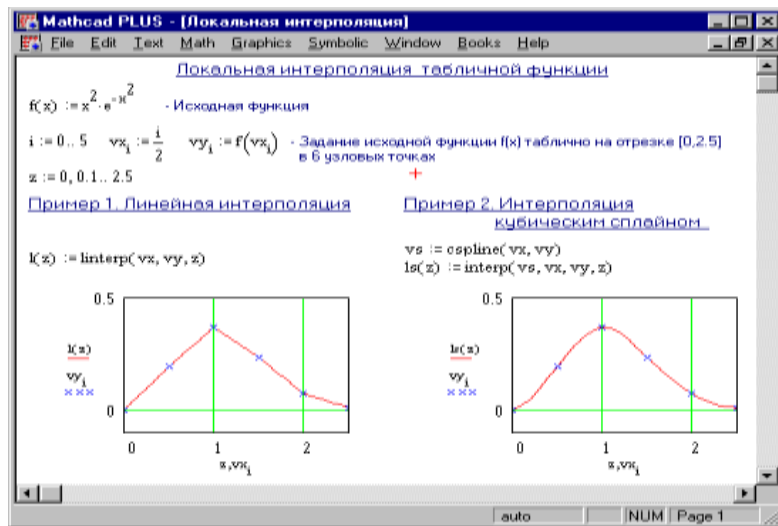 Mathcad PLUS - [Локальная интерполяция]
File Edit Text Math Graphics Symbolic Window Books Help
Локальная интерполяция табличной функции
f(x) := x² · e^-x² - Исходная функция
i := 0.. 5 vx_i := i/2 vy_i := f(vx_i) - Задание исходной функции f(x) таблично на отрезке [0,2.5]
в 6 узловых точках
z := 0, 0.1.. 2.5
Пример 1. Линейная интерполяция
l(z) := linterp(vx, vy, z)
0.5
l(z)
vy_i
0
0 1 2
z,vx_i
Пример 2. Интерполяция
кубическим сплайном
vs := cspline(vx, vy)
ls(z) := interp(vs, vx, vy, z)
0.5
ls(z)
vy_i
0
0 1 2
z,vx_i
auto NUM Page 1